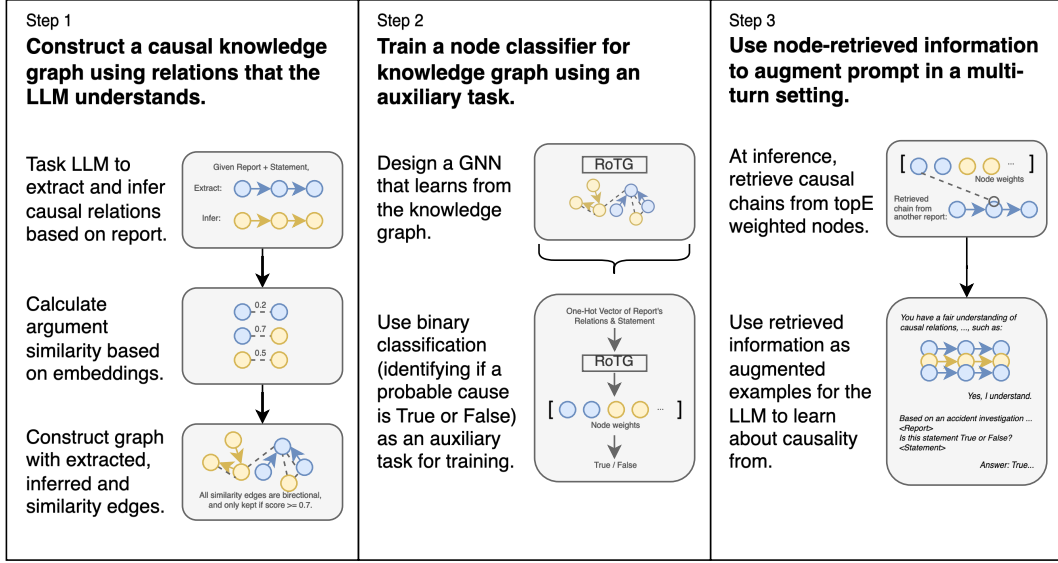 Step 1
Construct a causal knowledge
graph using relations that the
LLM understands.
Task LLM to
extract and infer
causal relations
based on report.
Given Report + Statement,
Extract:
Infer:
Calculate
argument
similarity based
on embeddings.
0.2
0.7
0.5
Construct graph
with extracted,
inferred and
similarity edges.
All similarity edges are birectional,
and only kept if score >= 0.7.
Step 2
Train a node classifier for
knowledge graph using an
auxiliary task.
Design a GNN
that learns from
the knowledge
graph.
RoTG
Use binary
classification
(identifying if a
probable cause
is True or False)
as an auxiliary
task for training.
One-Hot Vector of Report's
Relations & Statement
RoTG
[ ... ]
Node weights
True / False
Step 3
Use node-retrieved information
to augment prompt in a multi-
turn setting.
At inference,
retrieve causal
chains from topE
weighted nodes.
[ ... ]
Node weights
Retrieved
chain from
another report:
Use retrieved
information as
augmented
examples for the
LLM to learn
about causality
from.
You have a fair understanding of
causal relations, ..., such as:
Yes, I understand.
Based on an accident investigation ...
<Report>
Is this statement True or False?
<Statement>
Answer: True...